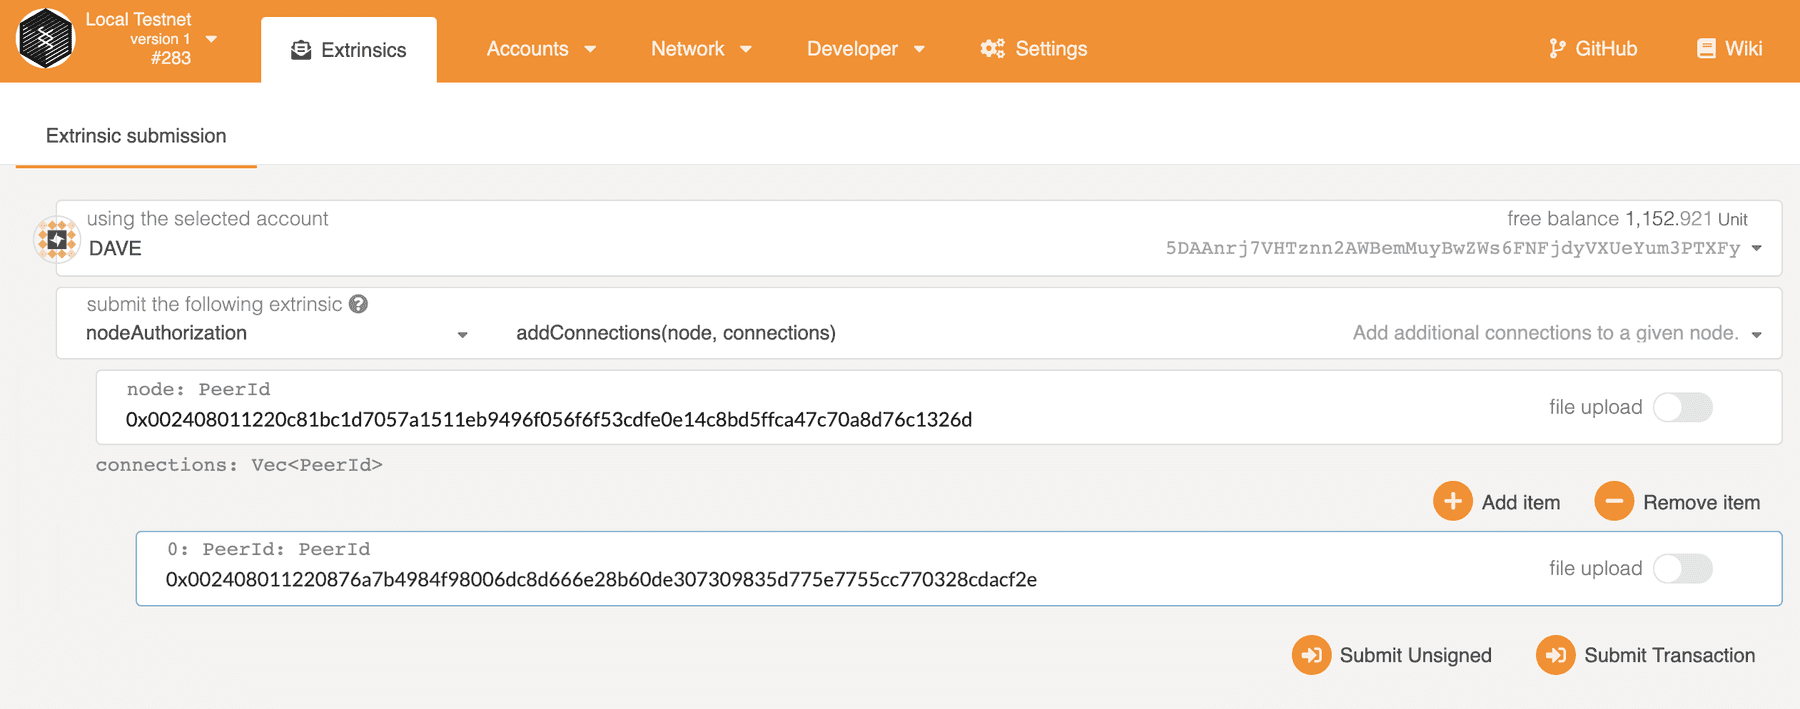 Local Testnet
version 1
#283
Extrinsics
Accounts
Network
Developer
Settings
GitHub
Wiki
Extrinsic submission
using the selected account
DAVE
free balance 1,152.921 Unit
5DAAnrj7VHTznn2AWBemMuyBwZWs6FNFjdyVXUeYum3PTXFy
submit the following extrinsic
nodeAuthorization
addConnections(node, connections)
Add additional connections to a given node.
node: PeerId
0x002408011220c81bc1d7057a1511eb9496f056f6f53cdfe0e14c8bd5ffca47c70a8d76c1326d
file upload
connections: Vec<PeerId>
Add item
Remove item
0: PeerId: PeerId
0x002408011220876a7b4984f98006dc8d666e28b60de307309835d775e7755cc770328cdacf2e
file upload
Submit Unsigned
Submit Transaction